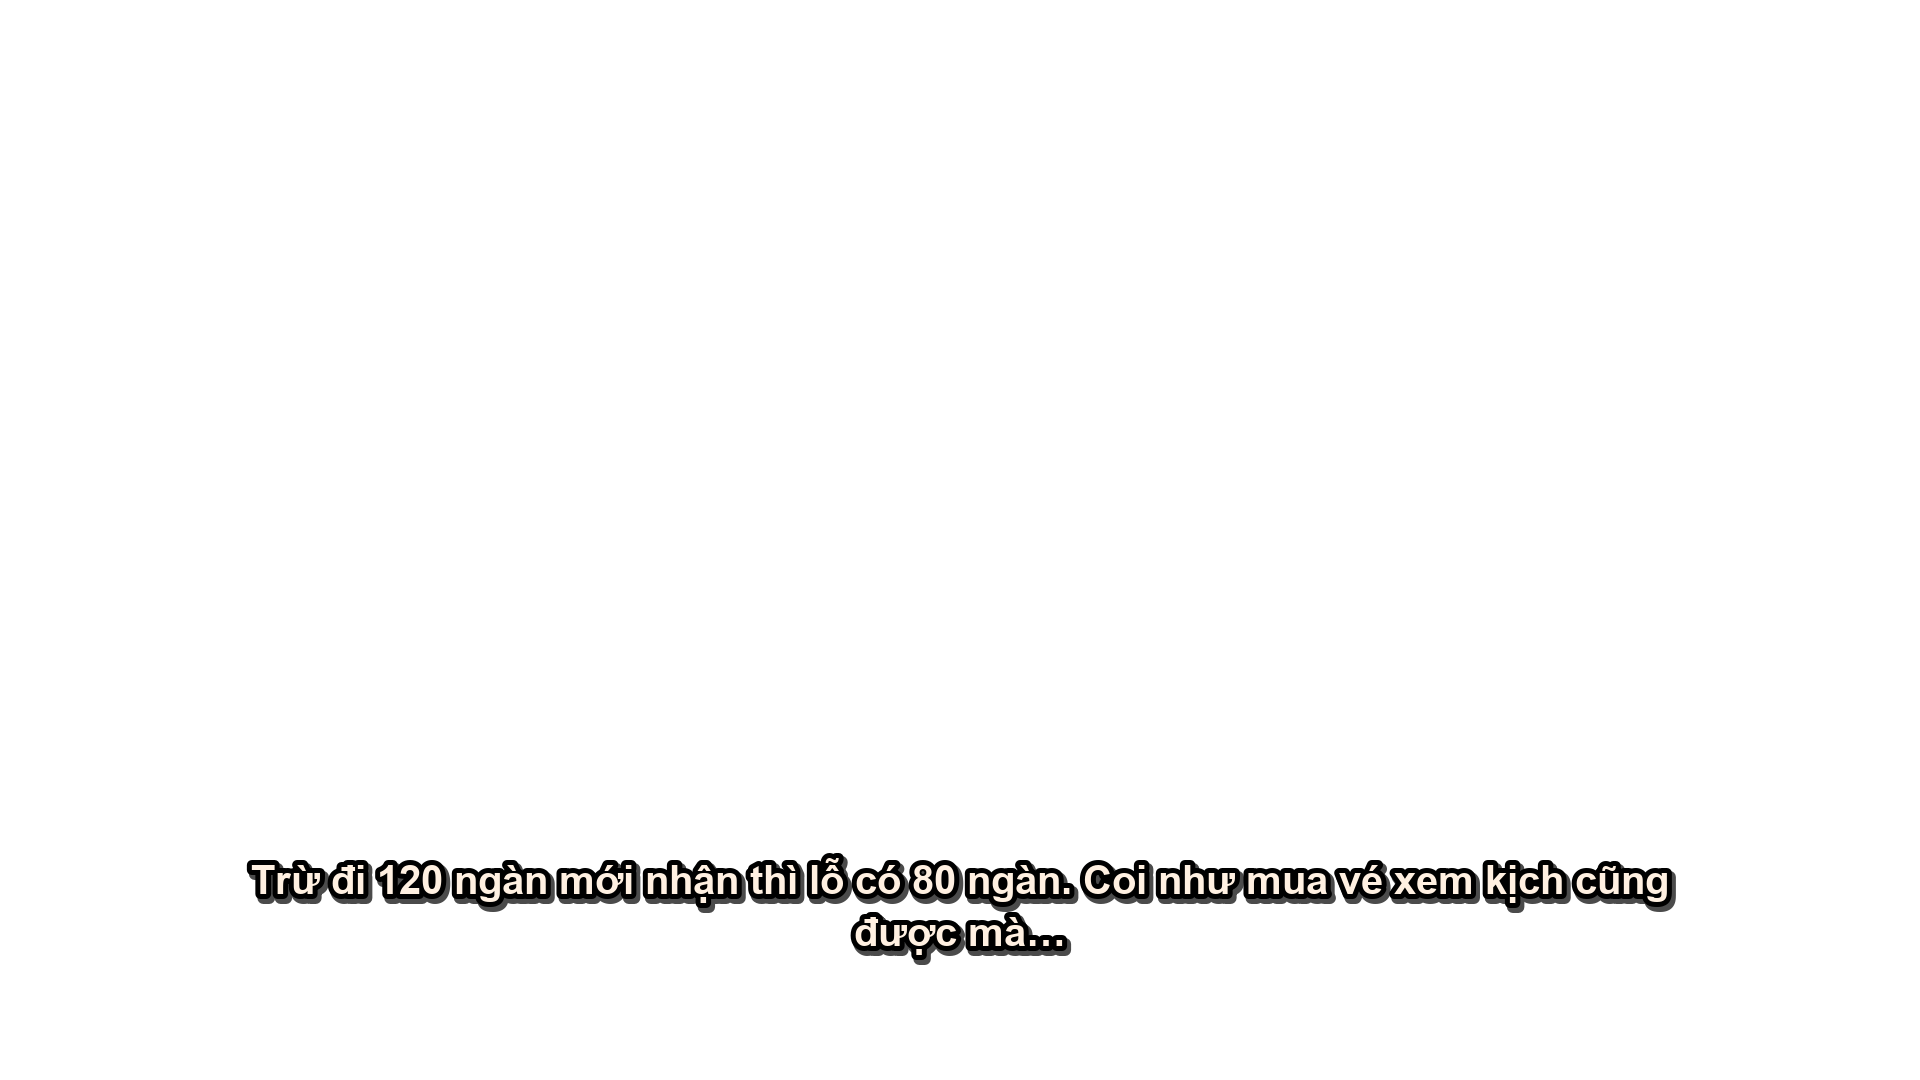 Trừ đi 120 ngàn mới nhận thì lỗ có 80 ngàn. Coi như mua vé xem kịch cũng
được mà...